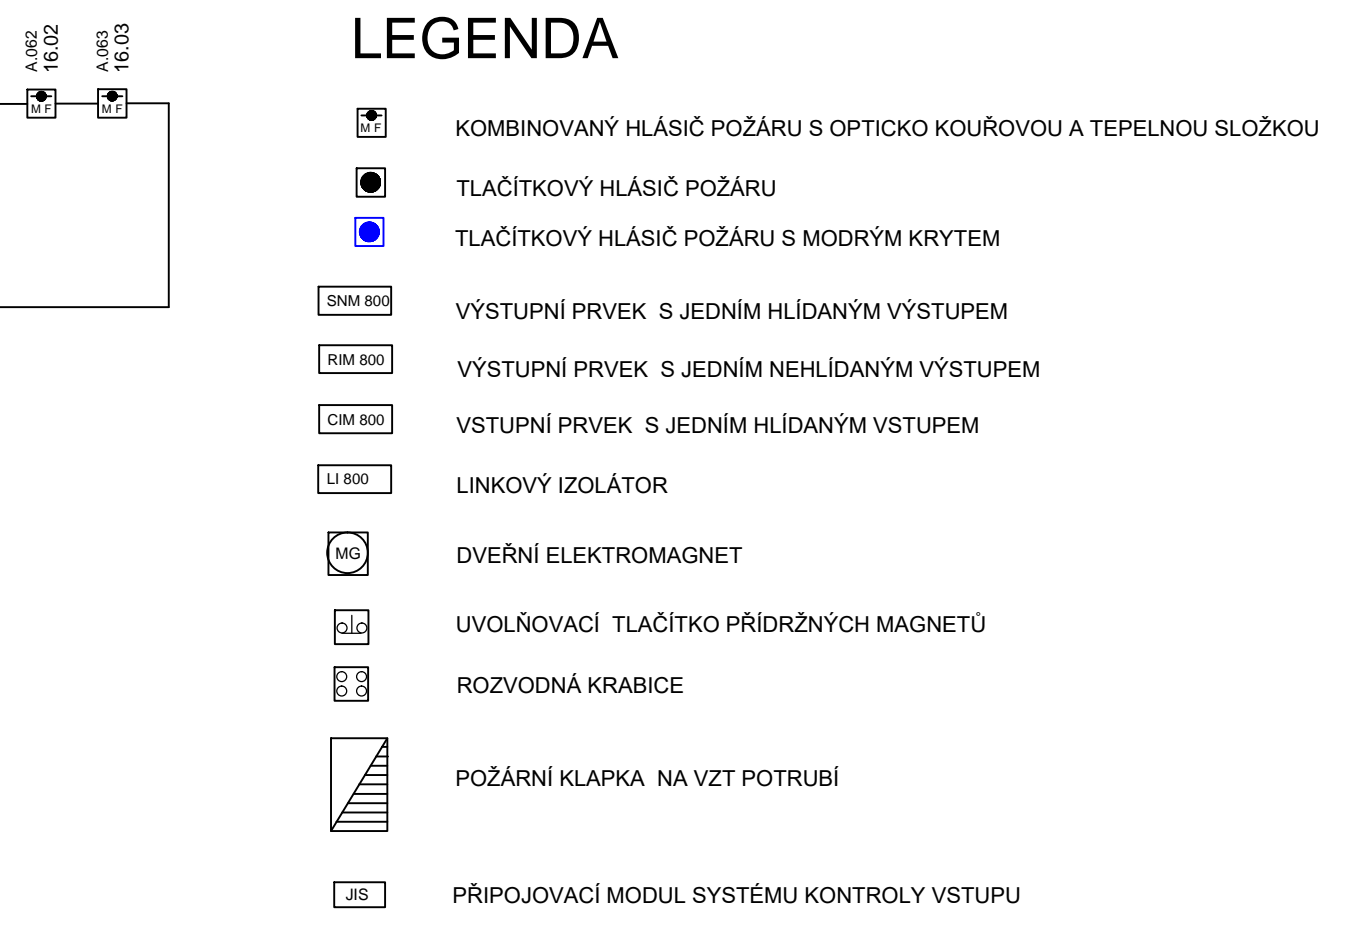 A.062
16.02
A.063
16.03
M F
M F
LEGENDA
M F KOMBINOVANÝ HLÁSIČ POŽÁRU S OPTICKO KOUŘOVOU A TEPELNOU SLOŽKOU
TLAČÍTKOVÝ HLÁSIČ POŽÁRU
TLAČÍTKOVÝ HLÁSIČ POŽÁRU S MODRÝM KRYTEM
SNM 800 VÝSTUPNÍ PRVEK S JEDNÍM HLÍDANÝM VÝSTUPEM
RIM 800 VÝSTUPNÍ PRVEK S JEDNÍM NEHLÍDANÝM VÝSTUPEM
CIM 800 VSTUPNÍ PRVEK S JEDNÍM HLÍDANÝM VSTUPEM
LI 800 LINKOVÝ IZOLÁTOR
MG DVEŘNÍ ELEKTROMAGNET
UVOLŇOVACÍ TLAČÍTKO PŘÍDRŽNÝCH MAGNETŮ
ROZVODNÁ KRABICE
POŽÁRNÍ KLAPKA NA VZT POTRUBÍ
JIS PŘIPOJOVACÍ MODUL SYSTÉMU KONTROLY VSTUPU